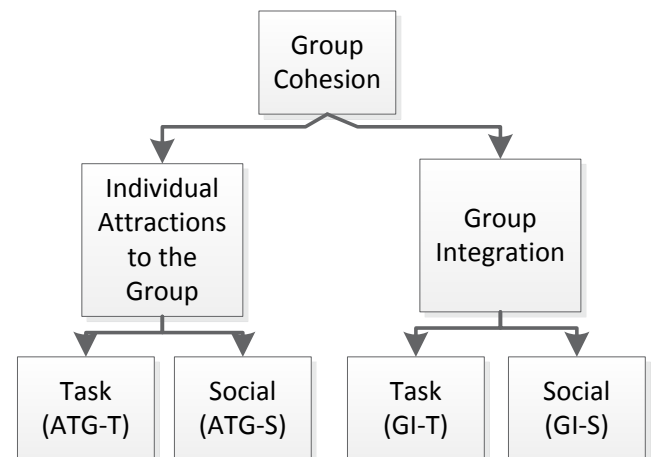 Group
Cohesion
Individual
Attractions
to the
Group
Group
Integration
Task
(ATG-T)
Social
(ATG-S)
Task
(GI-T)
Social
(GI-S)